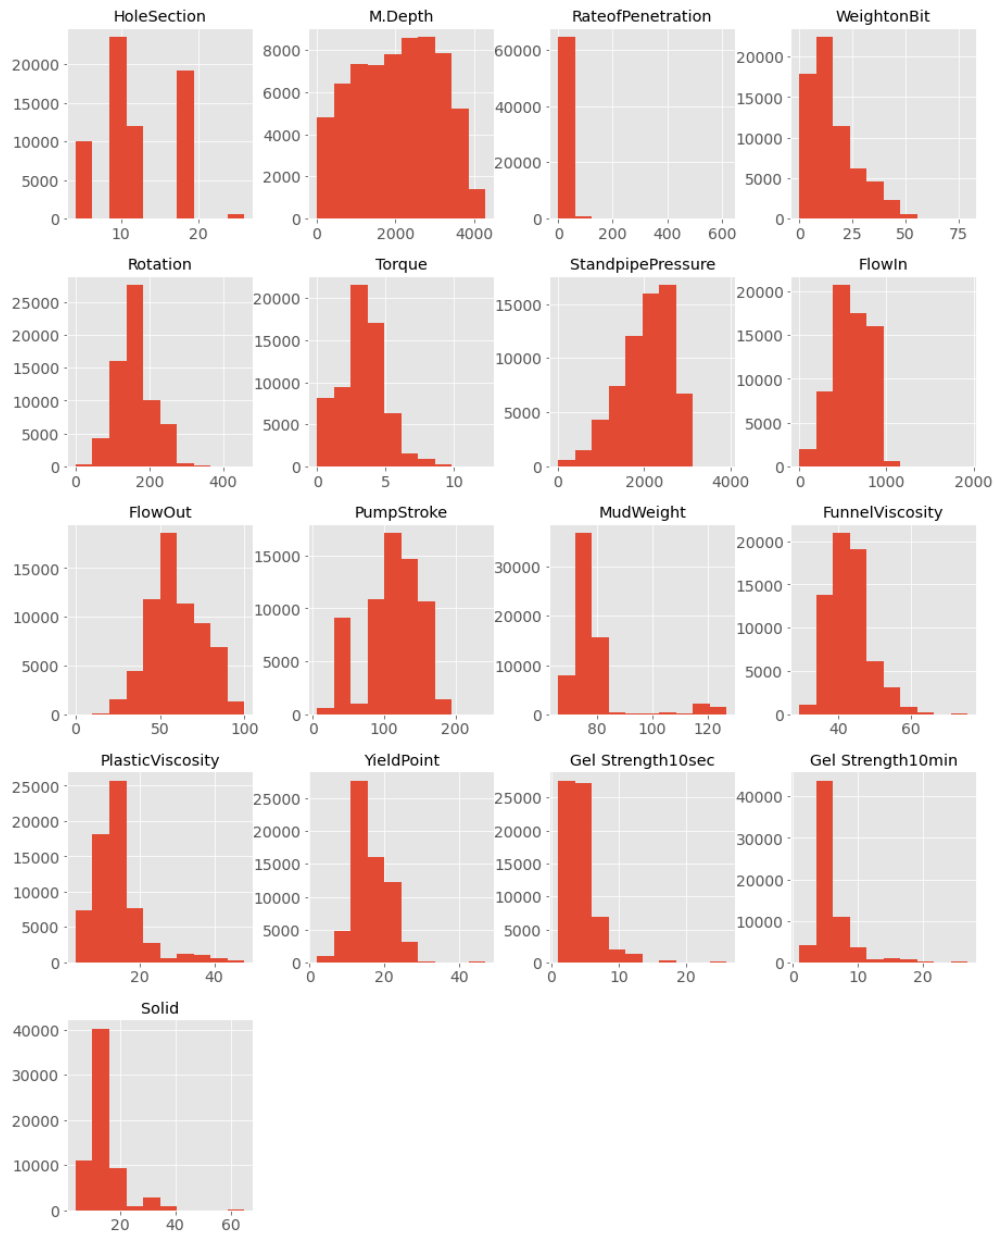 HoleSection M.Depth RateofPenetration WeightonBit
20000 15000 10000 5000 0
10 20
8000 6000 4000 2000 0
0 2000 4000
60000 40000 20000 0
0 200 400 600
20000 15000 10000 5000 0
0 25 50 75
Rotation Torque StandpipePressure FlowIn
25000 20000 15000 10000 5000 0
0 200 400
20000 15000 10000 5000 0
0 5 10
15000 10000 5000 0
0 2000 4000
20000 15000 10000 5000 0
0 1000 2000
FlowOut PumpStroke MudWeight FunnelViscosity
15000 10000 5000 0
0 50 100
15000 10000 5000 0
0 100 200
30000 20000 10000 0
80 100 120
20000 15000 10000 5000 0
40 60
PlasticViscosity YieldPoint Gel Strength10sec Gel Strength10min
25000 20000 15000 10000 5000 0
20 40
25000 20000 15000 10000 5000 0
0 20 40
25000 20000 15000 10000 5000 0
0 10 20
40000 30000 20000 10000 0
0 10 20
Solid
40000 30000 20000 10000 0
20 40 60